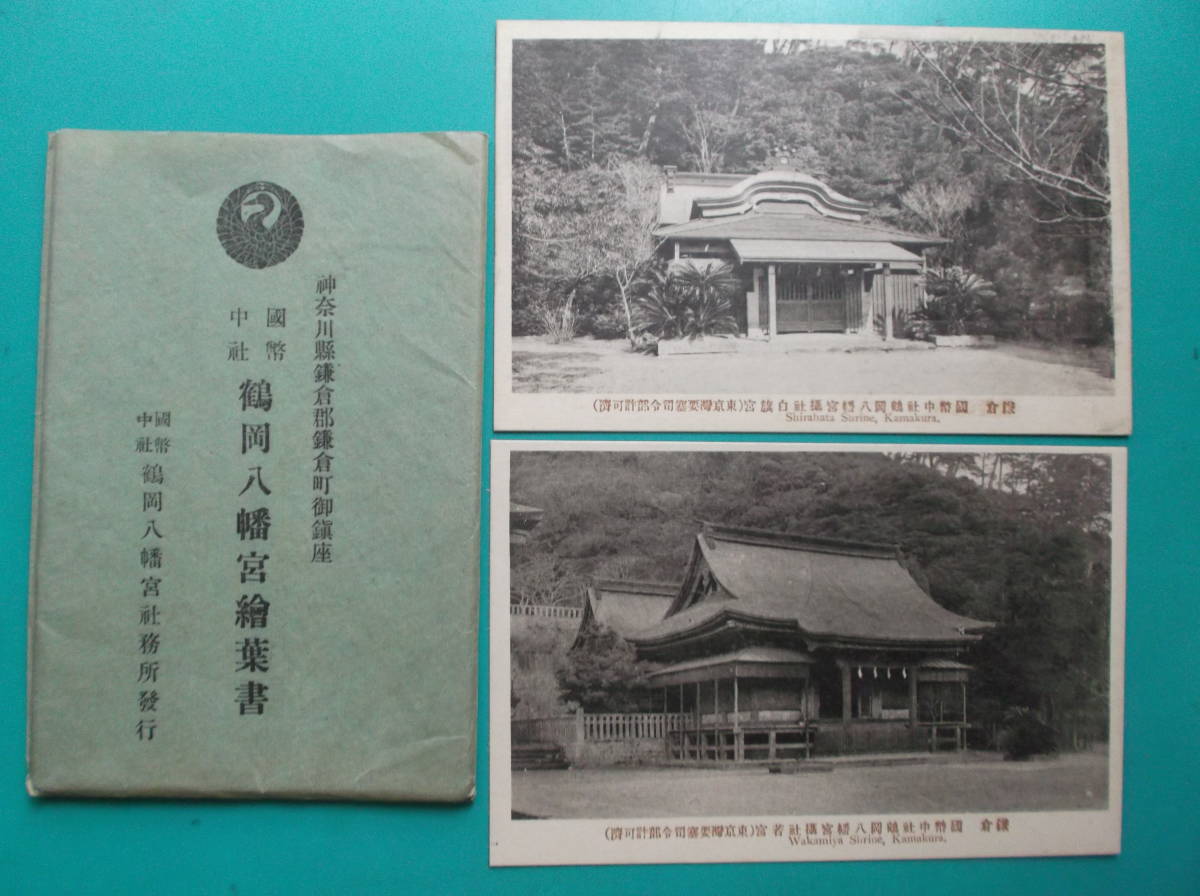 神奈川縣鎌倉郡鎌倉町御鎭座
國幣中社 鶴岡八幡宮繪葉書
國幣中社 鶴岡八幡宮社務所發行
(濟可許部令司塞要灣京東)宮旗白社攝宮幡八岡鶴社中幣國 倉鎌
Shirahata Shrine, Kamakura.
(濟可許部令司塞要灣京東)宮若社攝宮幡八岡鶴社中幣國 倉鎌
Wakamiya Shrine, Kamakura.